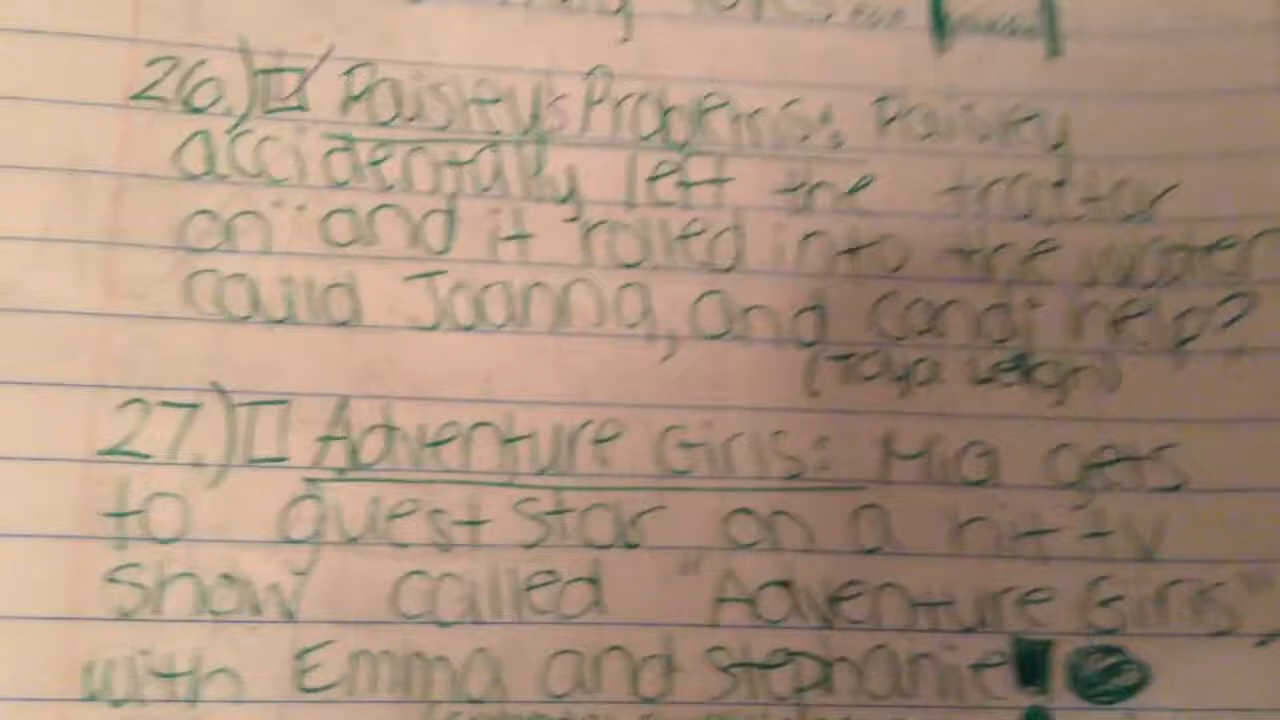 26.) Paisley's Problems: Paisley
accidentally left the tractor
on and it rolled into the water
could Joanna, and Candi help?
(Taya
27.) Adventure Girls: Mia gets
to guest star on a hit tv
show called "Adventure Girls",
with Emma and Stephanie!